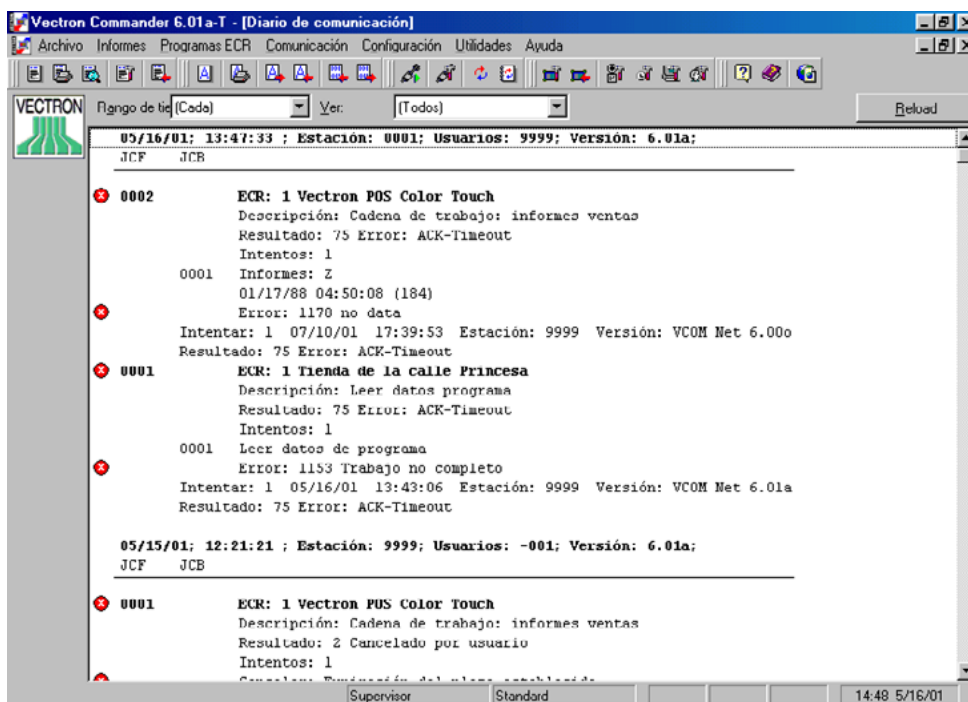 Vectron Commander 6.01a-T - [Diario de comunicación]
Archivo Informes Programas ECR Comunicación Configuración Utilidades Ayuda
VECTRON
Rango de tie (Cada) Ver: (Todos) Reload
05/16/01; 13:47:33 ; Estación: 0001; Usuarios: 9999; Versión: 6.01a;
JCF JCB
0002 ECR: 1 Vectron POS Color Touch
Descripción: Cadena de trabajo: informes ventas
Resultado: 75 Error: ACK-Timeout
Intentos: 1
0001 Informes: Z
01/17/88 04:50:08 (184)
Error: 1170 no data
Intentar: 1 07/10/01 17:39:53 Estación: 9999 Versión: VCOM Net 6.00o
Resultado: 75 Error: ACK-Timeout
0001 ECR: 1 Tienda de la calle Princesa
Descripción: Leer datos programa
Resultado: 75 Error: ACK-Timeout
Intentos: 1
0001 Leer datos de programa
Error: 1153 Trabajo no completo
Intentar: 1 05/16/01 13:43:06 Estación: 9999 Versión: VCOM Net 6.01a
Resultado: 75 Error: ACK-Timeout
05/15/01; 12:21:21 ; Estación: 9999; Usuarios: -001; Versión: 6.01a;
JCF JCB
0001 ECR: 1 Vectron POS Color Touch
Descripción: Cadena de trabajo: informes ventas
Resultado: 2 Cancelado por usuario
Intentos: 1
Supervisor Standard 14:48 5/16/01